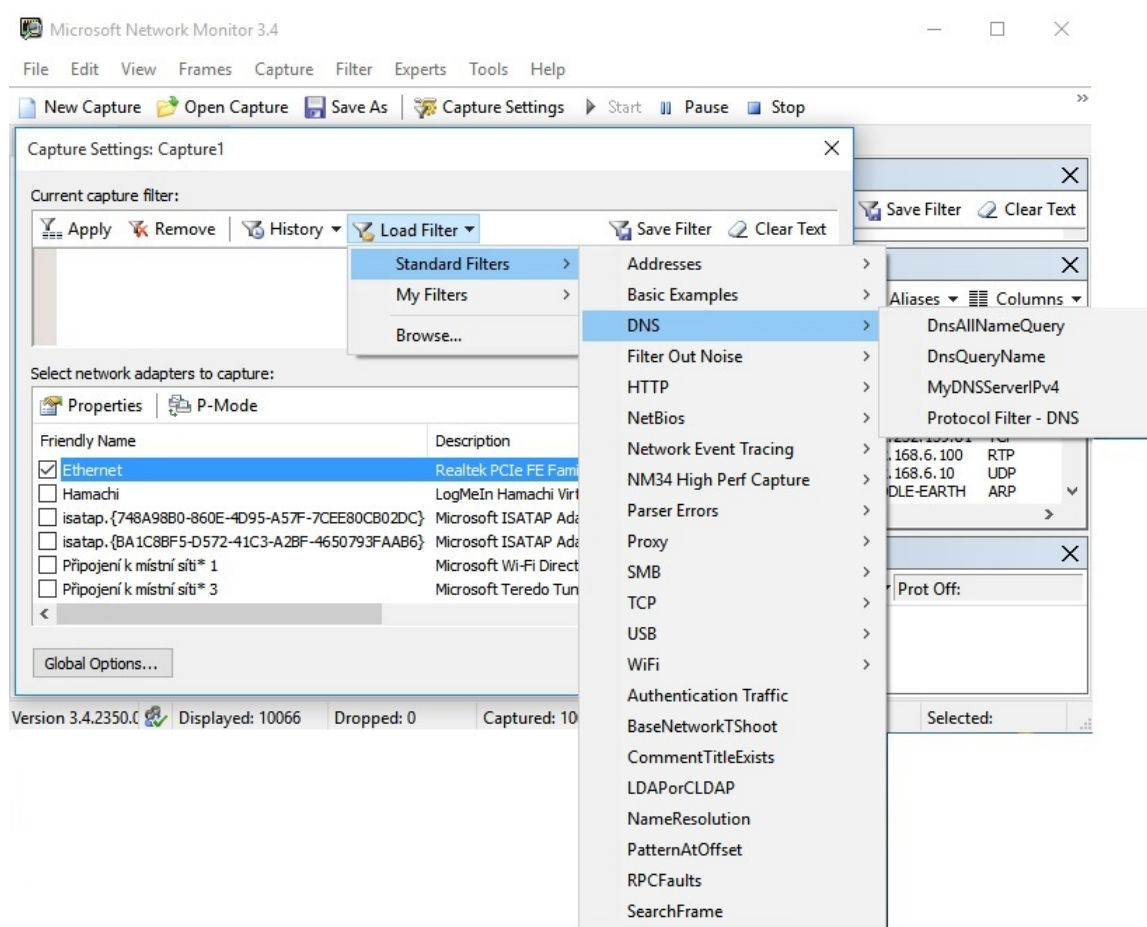 Microsoft Network Monitor 3.4
File Edit View Frames Capture Filter Experts Tools Help
New Capture Open Capture Save As Capture Settings Start Pause Stop
Capture Settings: Capture1
Current capture filter:
Apply Remove History Load Filter Save Filter Clear Text
Save Filter Clear Text
Standard Filters
My Filters
Browse...
Addresses
Basic Examples
DNS
Filter Out Noise
HTTP
NetBios
Network Event Tracing
NM34 High Perf Capture
Parser Errors
Proxy
SMB
TCP
USB
WiFi
Authentication Traffic
BaseNetworkTShoot
CommentTitleExists
LDAPorCLDAP
NameResolution
PatternAtOffset
RPCFaults
SearchFrame
Aliases Columns
DnsAllNameQuery
DnsQueryName
MyDNSServerIPv4
Protocol Filter - DNS
.168.6.100 RTP
.168.6.10 UDP
DLE-EARTH ARP
Prot Off:
Select network adapters to capture:
Properties P-Mode
Friendly Name Description
Ethernet Realtek PCIe FE Fami
Hamachi LogMeIn Hamachi Virt
isatap.{748A98B0-860E-4D95-A57F-7CEE80CB02DC} Microsoft ISATAP Ada
isatap.{BA1C8BF5-D572-41C3-A2BF-4650793FAAB6} Microsoft ISATAP Ada
Připojení k místní síti* 1 Microsoft Wi-Fi Direct
Připojení k místní síti* 3 Microsoft Teredo Tun
Global Options...
Version 3.4.2350.0 Displayed: 10066 Dropped: 0 Captured: 10 Selected: